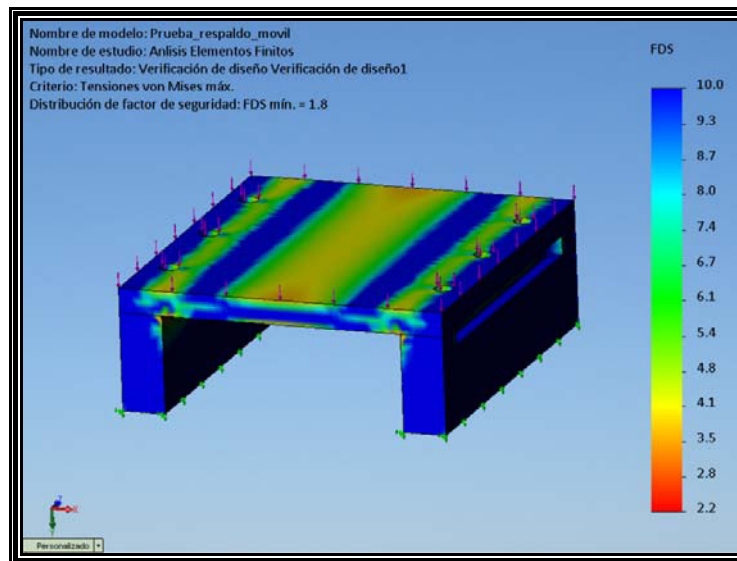 Nombre de modelo: Prueba_respaldo_movil
Nombre de estudio: Anlisis Elementos Finitos
Tipo de resultado: Verificación de diseño Verificación de diseño1
Criterio: Tensiones von Mises máx.
Distribución de factor de seguridad: FDS mín. = 1.8
FDS
10.0
9.3
8.7
8.0
7.4
6.7
6.1
5.4
4.8
4.1
3.5
2.8
2.2
Personalizado